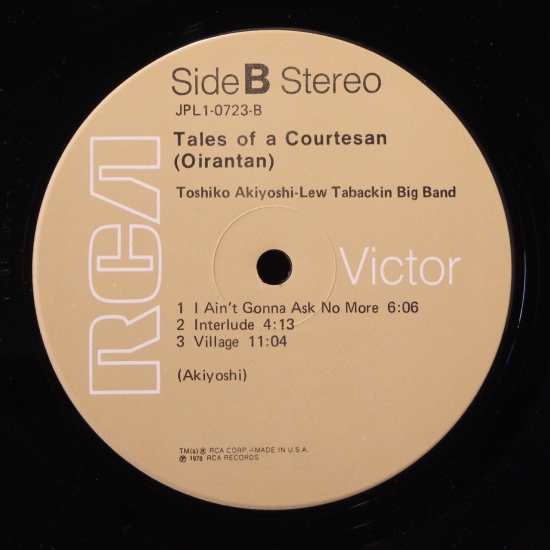 Side B Stereo
JPL1-0723-B
Tales of a Courtesan
(Oirantan)
Toshiko Akiyoshi-Lew Tabackin Big Band
RCA
Victor
1 I Ain't Gonna Ask No More 6:06
2 Interlude 4:13
3 Village 11:04
(Akiyoshi)
TM(s) ® RCA CORP.—MADE IN U.S.A.
℗ 1976 RCA RECORDS